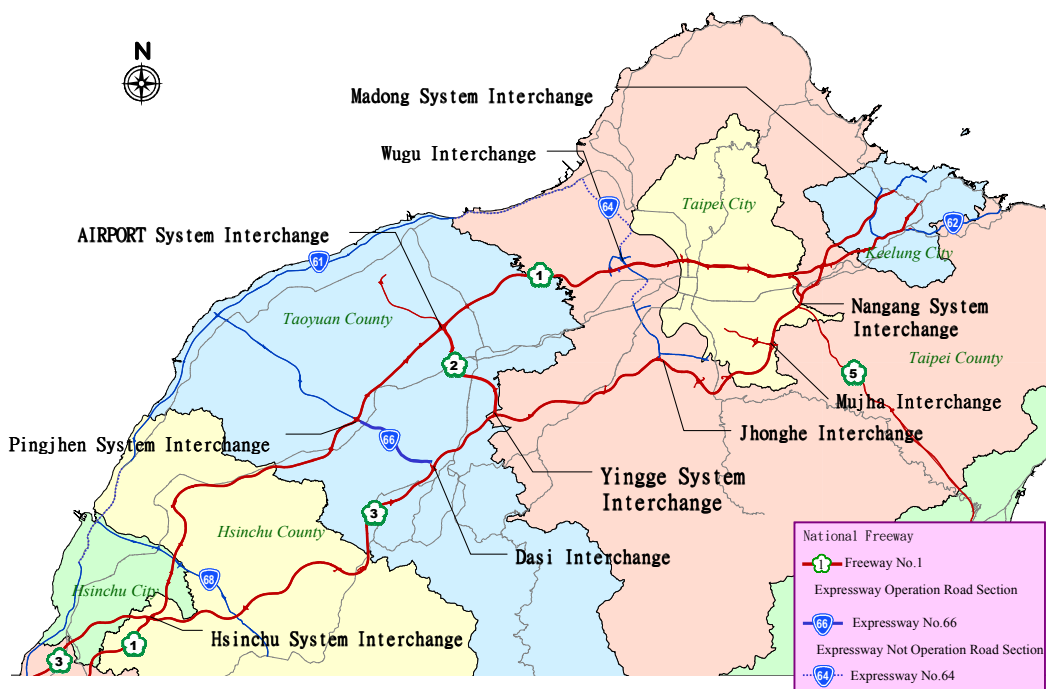 N
Madong System Interchange
Wugu Interchange
64
Taipei City
AIRPORT System Interchange
62
61
Keelung City
1
Taoyuan County
Nangang System
Interchange
2
Taipei County
5
Mujha Interchange
Pingjhen System Interchange
66
Jhonghe Interchange
Yingge System
Interchange
3
Hsinchu County
Dasi Interchange
68
Hsinchu City
Hsinchu System Interchange
1
3
National Freeway
1
Freeway No.1
Expressway Operation Road Section
66
Expressway No.66
Expressway Not Operation Road Section
64
Expressway No.64